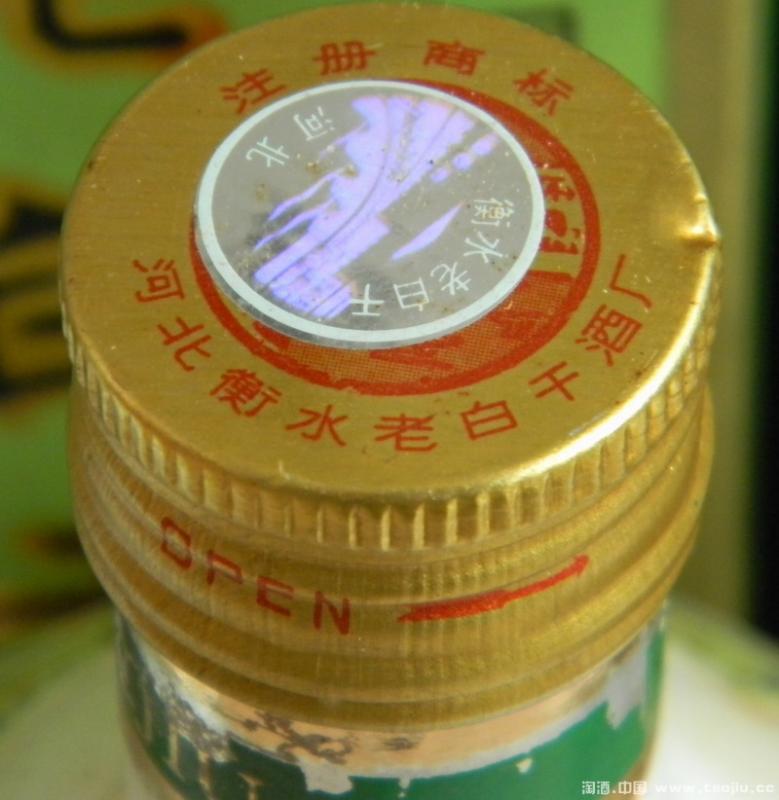 注册商标
河北
衡水老白干
河北衡水老白干酒厂
OPEN
淘酒.中国 www.taojiu.cc